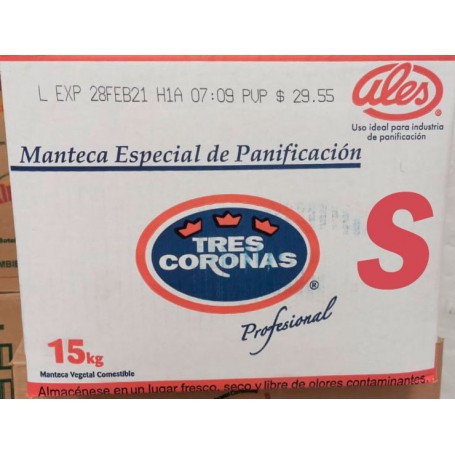 L EXP 28FEB21 H1A 07:09 PVP $ 29.55
ales
®
Uso ideal para industria
de panificación
Manteca Especial de Panificación
TRES
CORONAS
®
S
Profesional
15kg
Manteca Vegetal Comestible
Almacénese en un lugar fresco, seco y libre de olores contaminantes